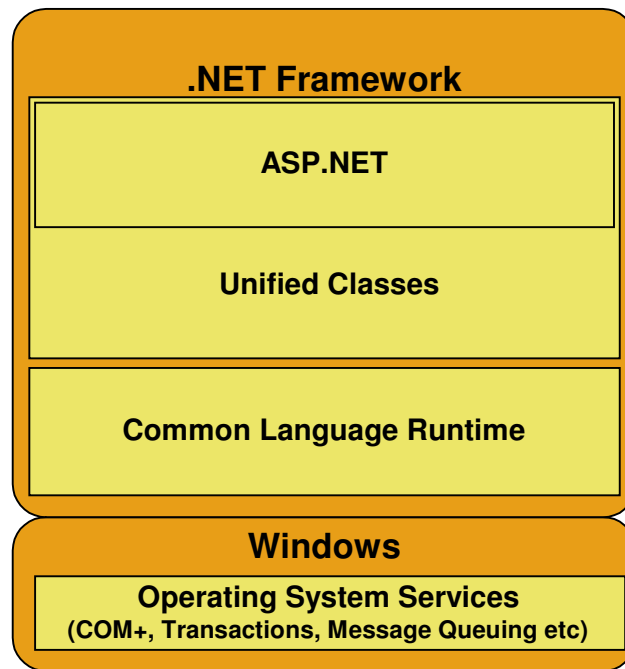 .NET Framework
ASP.NET
Unified Classes
Common Language Runtime
Windows
Operating System Services
(COM+, Transactions, Message Queuing etc)